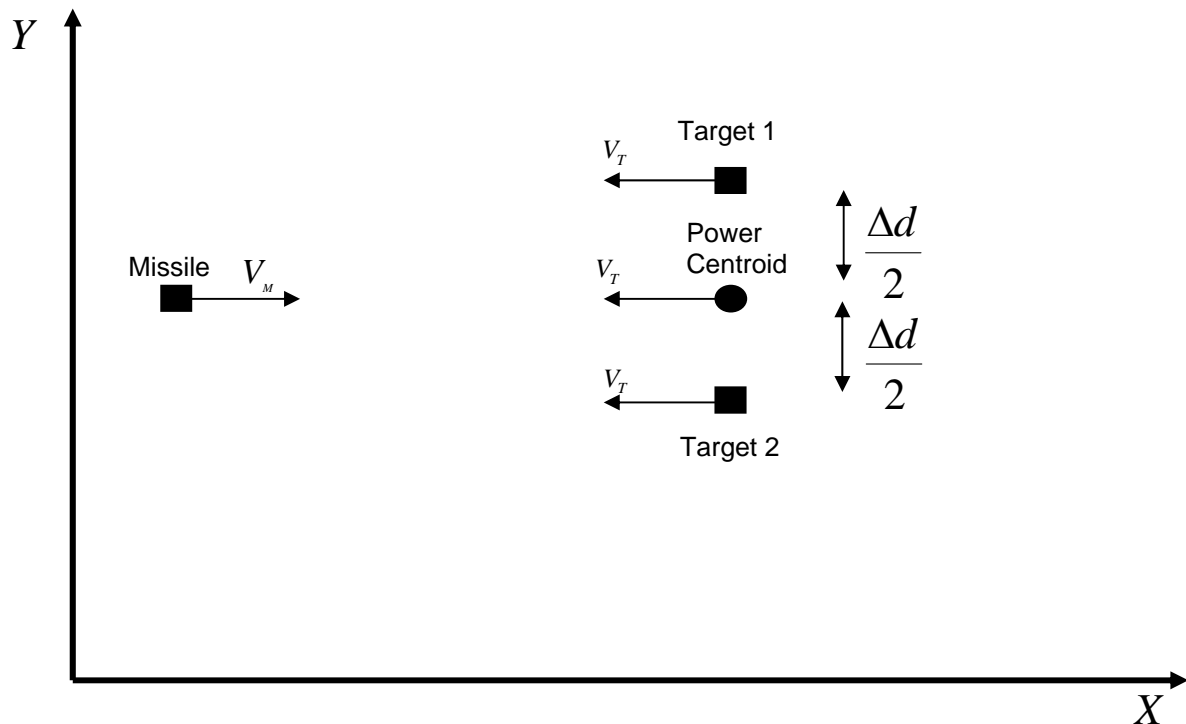 Y
Target 1
V_T
Power
Centroid
Δd/2
Missile
V_M
V_T
Δd/2
V_T
Target 2
X